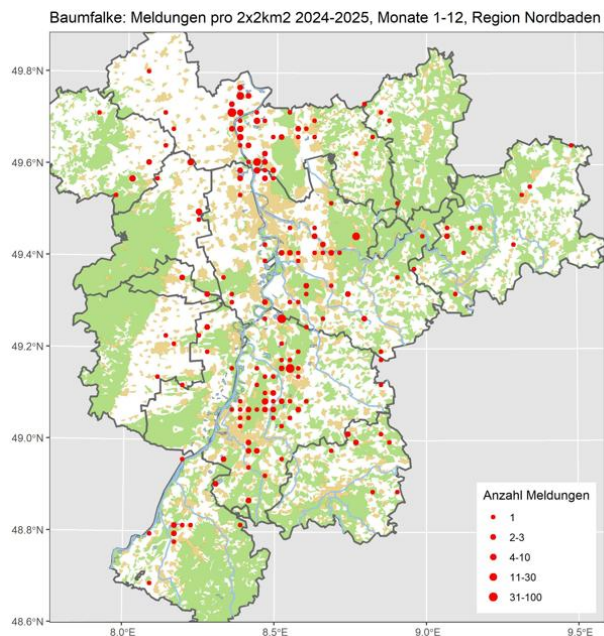 Baumfalke: Meldungen pro 2x2km2 2024-2025, Monate 1-12, Region Nordbaden
49.8°N
49.6°N
49.4°N
49.2°N
49.0°N
48.8°N
48.6°N
Anzahl Meldungen
1
2-3
4-10
11-30
31-100
8.0°E
8.5°E
9.0°E
9.5°E